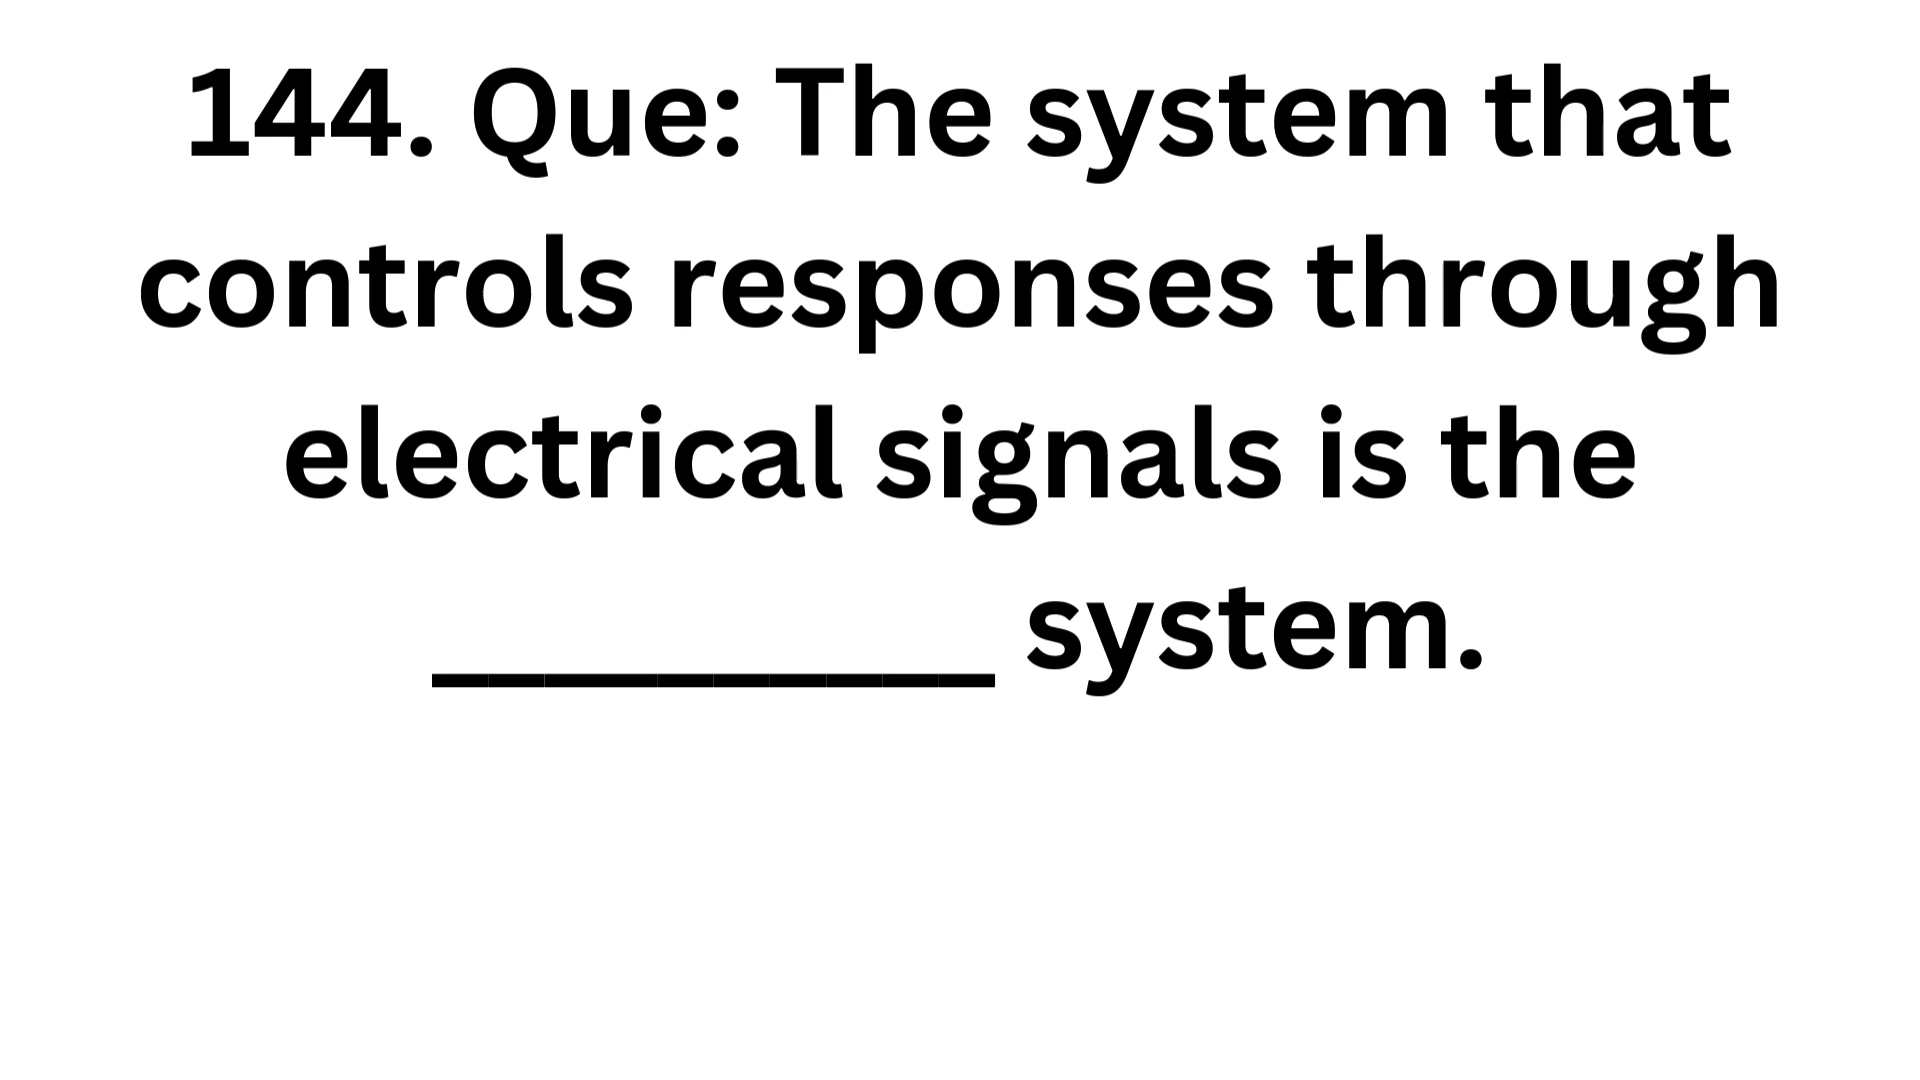 144. Que: The system that
controls responses through
electrical signals is the
__________ system.